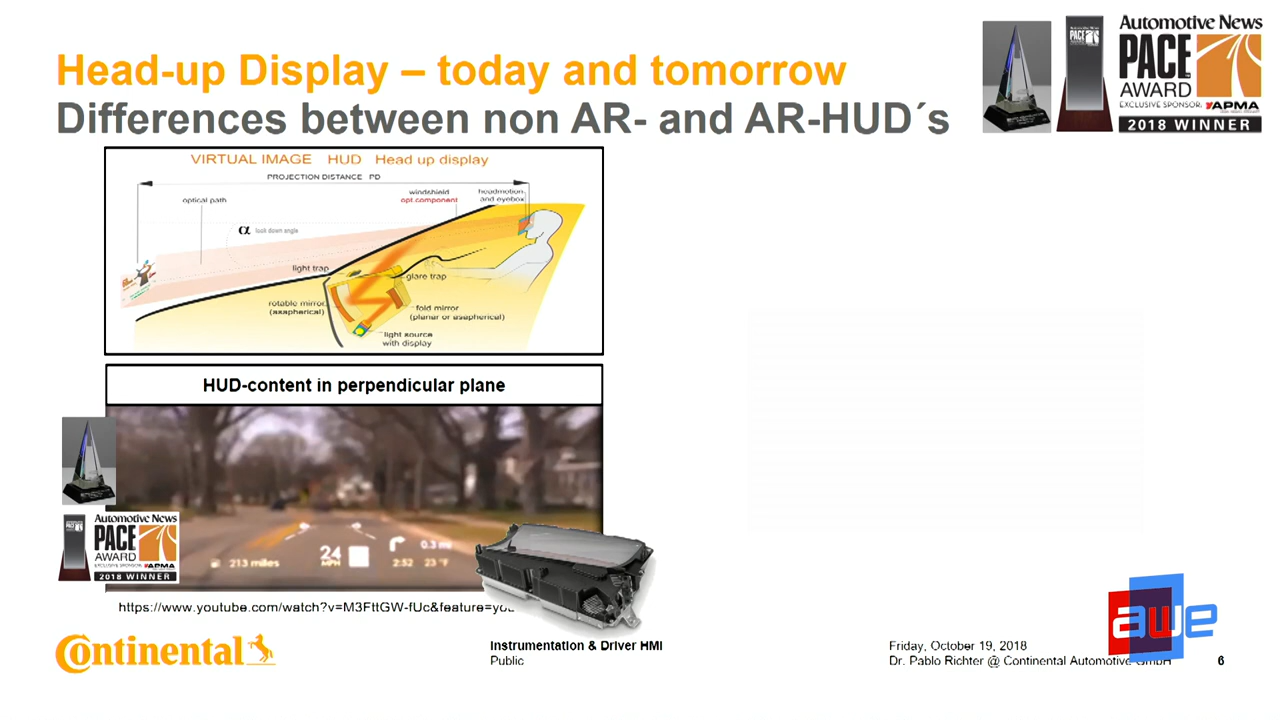 Head-up Display – today and tomorrow
Differences between non AR- and AR-HUD´s
Automotive News
PACE
AWARD
EXCLUSIVE SPONSOR: APMA
2018 WINNER
VIRTUAL IMAGE HUD Head up display
PROJECTION DISTANCE PD
optical path
windshield
opt.component
headmotion
and eyebox
α look down angle
light trap
glare trap
rotable mirror
(asapherical)
fold mirror
(planar or asapherical)
light source
with display
HUD-content in perpendicular plane
Automotive News
PACE
AWARD
EXCLUSIVE SPONSOR: APMA
2018 WINNER
213 miles
24
MPH
0.3 mi
2:52 23 °F
https://www.youtube.com/watch?v=M3FttGW-fUc&feature=you
Continental
Instrumentation & Driver HMI
Public
awe
Friday, October 19, 2018
Dr. Pablo Richter @ Continental Automotive GmbH
6